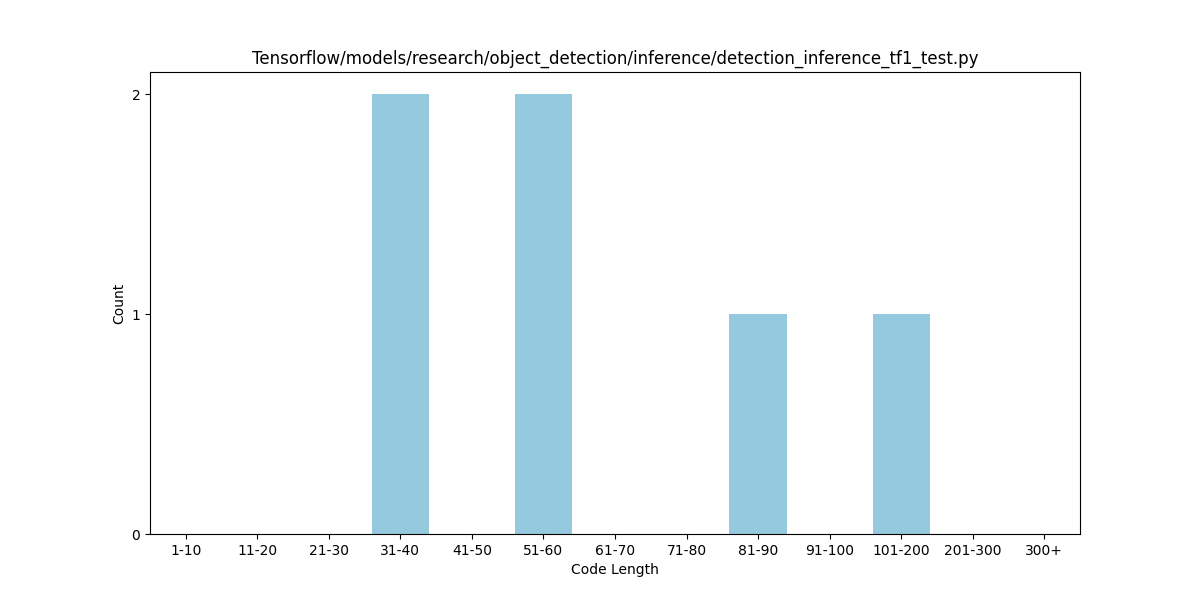 Tensorflow/models/research/object_detection/inference/detection_inference_tf1_test.py
2
1
0
Count
1-10 11-20 21-30 31-40 41-50 51-60 61-70 71-80 81-90 91-100 101-200 201-300 300+
Code Length